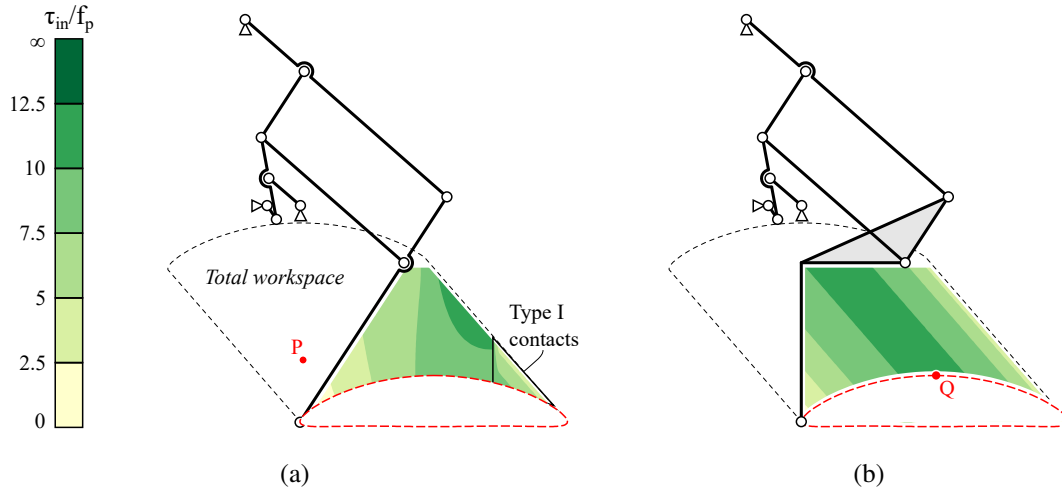 τin/fp
∞
12.5
10
7.5
5
2.5
0
Total workspace
P
Type I
contacts
(a)
Q
(b)